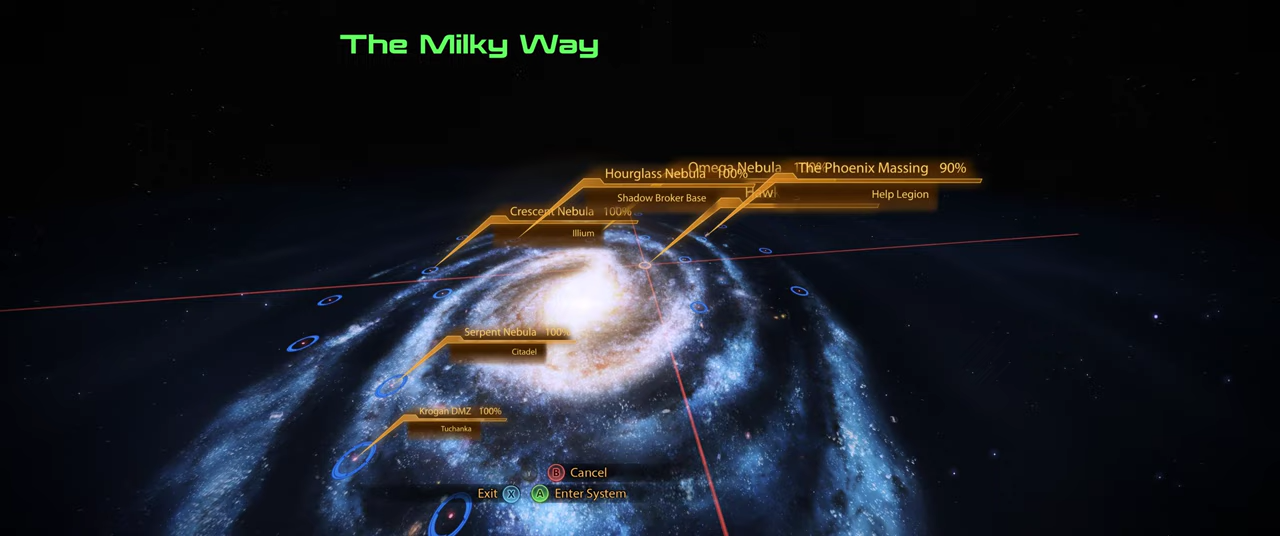 The Milky Way
Omega Nebula
The Phoenix Massing 90%
Hourglass Nebula 100%
Help Legion
Shadow Broker Base
Crescent Nebula 100%
Illium
Serpent Nebula 100%
Citadel
Krogan DMZ 100%
Tuchanka
B Cancel
Exit X A Enter System